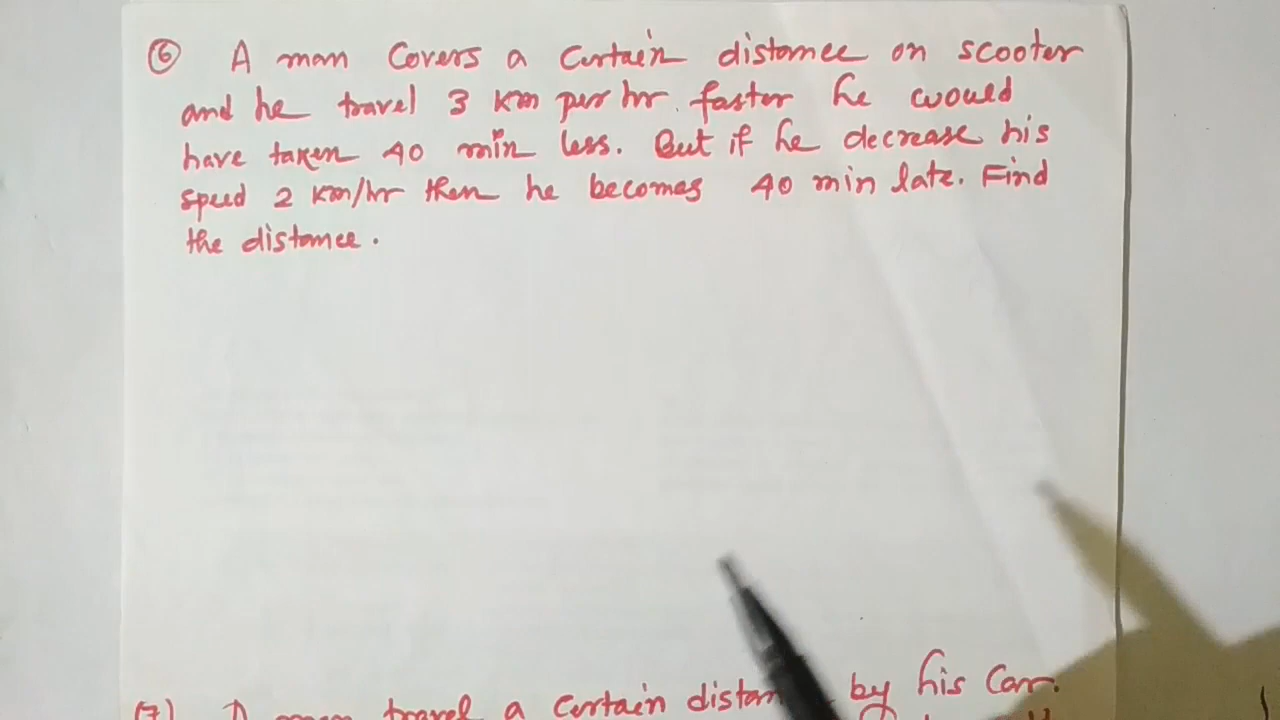 ⑥ A man Covers a Certain distance on scooter
and he travel 3 km per hr. faster he would
have taken 40 min less. But if he decrease his
speed 2 km/hr then he becomes 40 min late. Find
the distance.
(7) A man travel a certain by his Car.